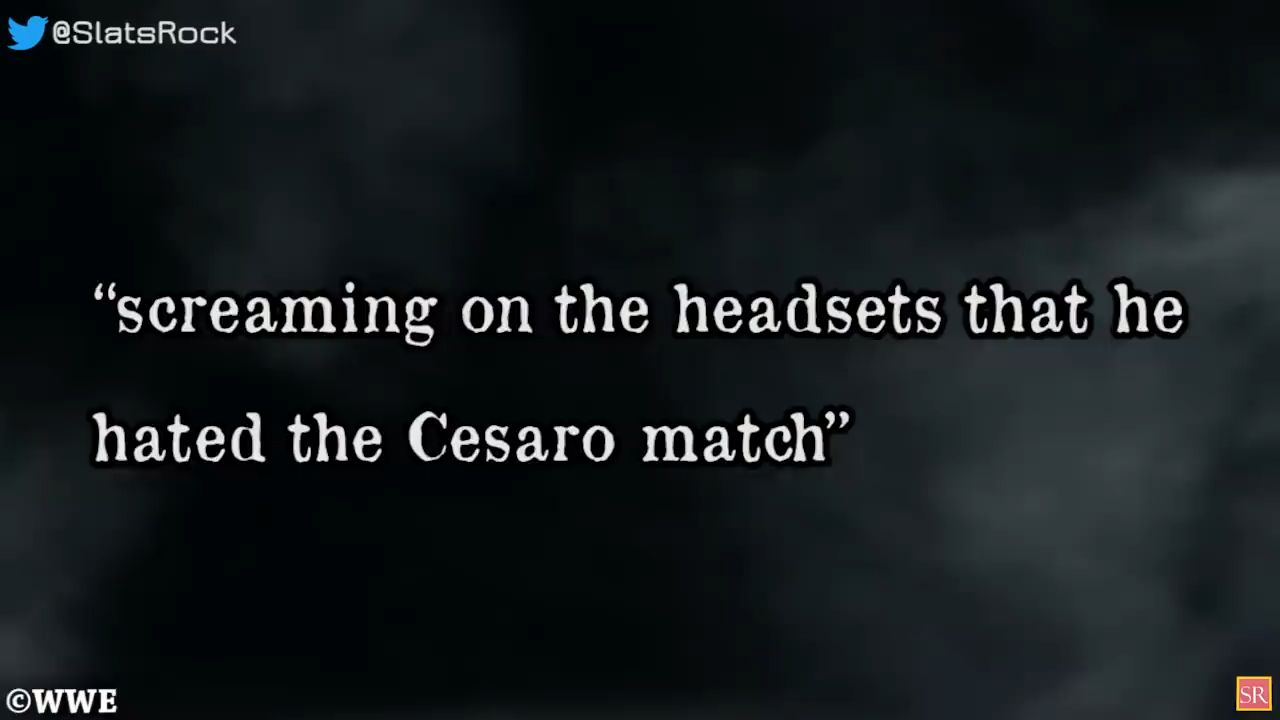 @SlatsRock
“screaming on the headsets that he
hated the Cesaro match”
©WWE
SR